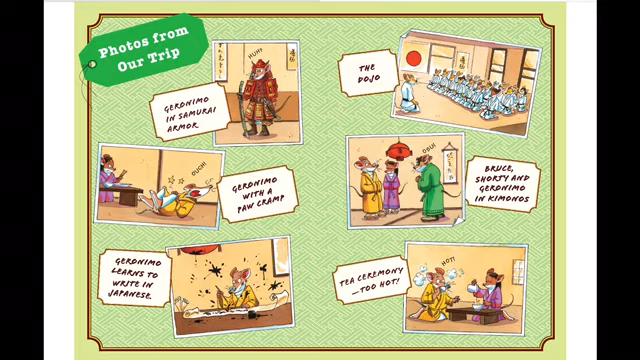 Photos from
Our Trip
HUH?
GERONIMO
IN SAMURAI
ARMOR
THE
DOJO
OUCH!
GERONIMO
WITH A
PAW CRAMP
OSU!
BRUCE,
SHORTY AND
GERONIMO
IN KIMONOS
GERONIMO
LEARNS TO
WRITE IN
JAPANESE.
TEA CEREMONY
—TOO HOT!
HOT!